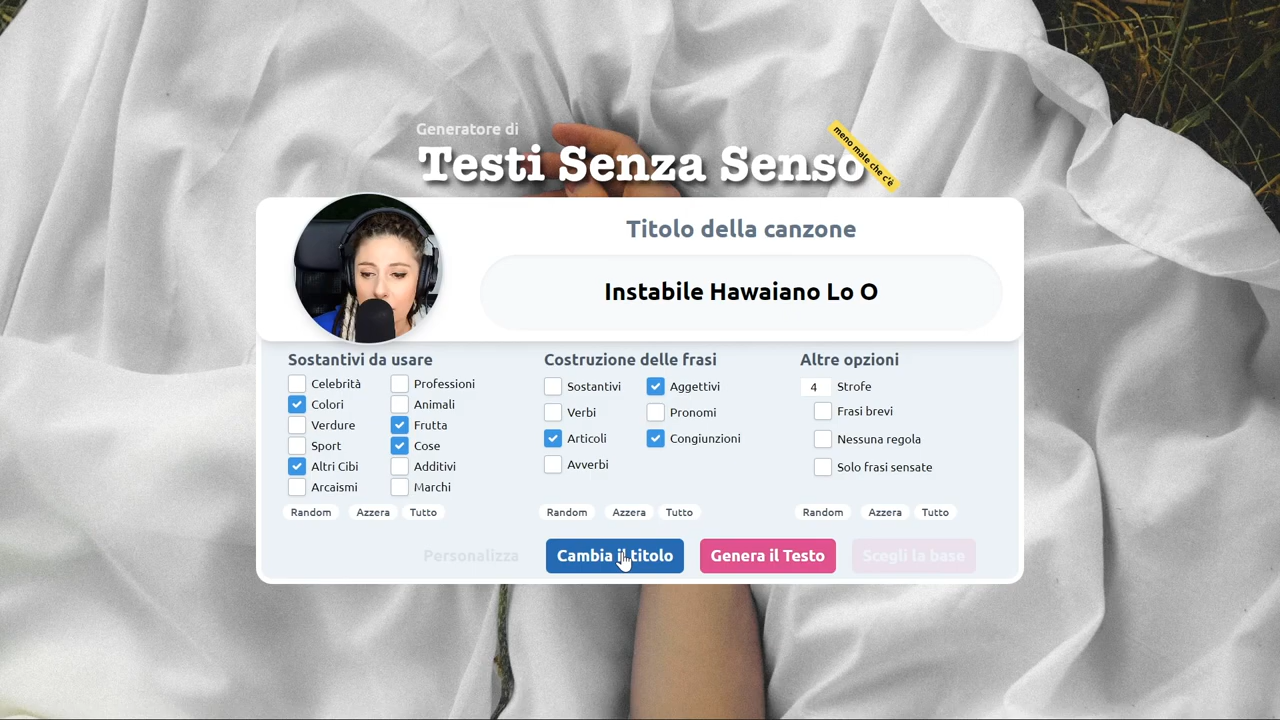 Generatore di
Testi Senza Senso
meno male che c'è
Titolo della canzone
Instabile Hawaiano Lo O
Sostantivi da usare
Celebrità
Professioni
Colori
Animali
Verdure
Frutta
Sport
Cose
Altri Cibi
Additivi
Arcaismi
Marchi
Random
Azzera
Tutto
Costruzione delle frasi
Sostantivi
Aggettivi
Verbi
Pronomi
Articoli
Congiunzioni
Avverbi
Random
Azzera
Tutto
Altre opzioni
4 Strofe
Frasi brevi
Nessuna regola
Solo frasi sensate
Random
Azzera
Tutto
Personalizza
Cambia il titolo
Genera il Testo
Scegli la base